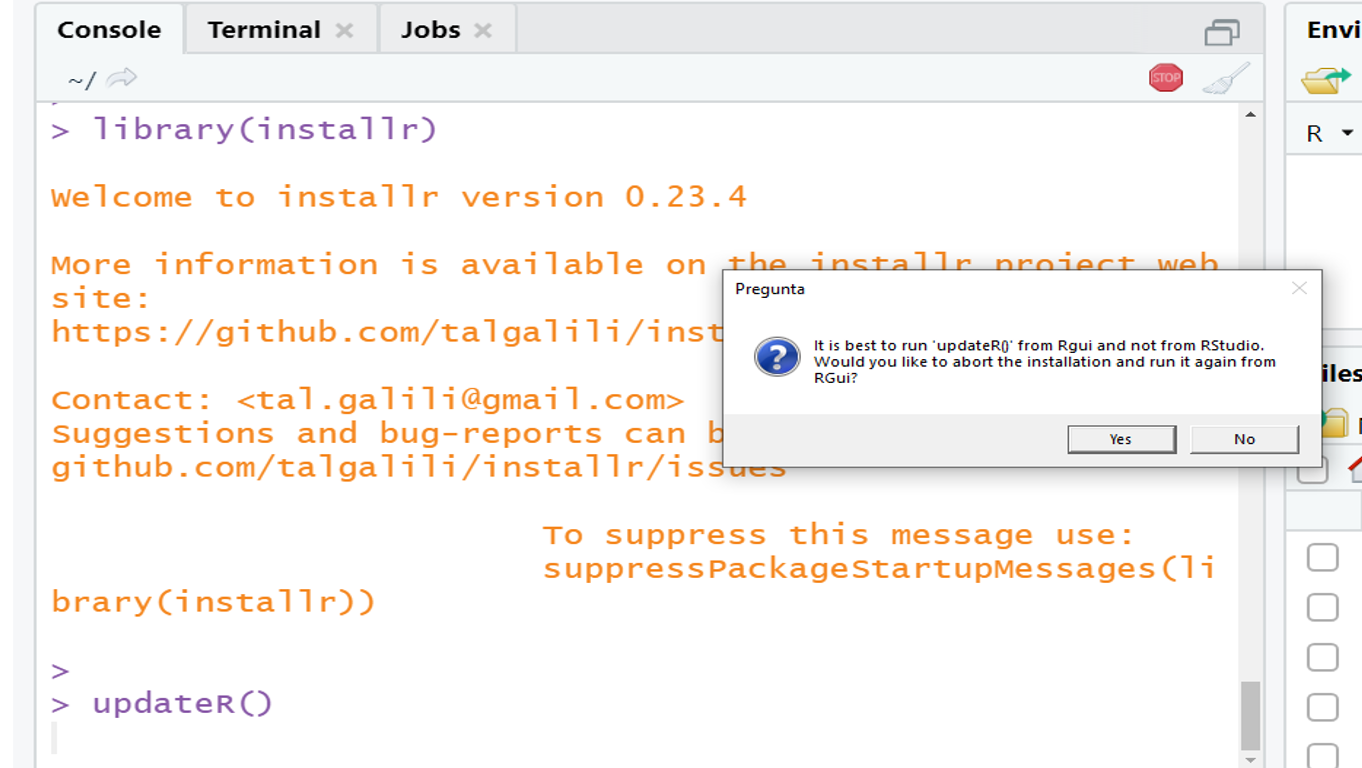 Console Terminal Jobs
Envi
~/
STOP
R
> library(installr)
Welcome to installr version 0.23.4
More information is available on the installr project web
site:
https://github.com/talgalili/inst
Contact: <tal.galili@gmail.com>
Suggestions and bug-reports can b
github.com/talgalili/installr/issues
To suppress this message use:
suppressPackageStartupMessages(li
brary(installr))
>
> updateR()
Pregunta
It is best to run 'updateR()' from Rgui and not from RStudio.
Would you like to abort the installation and run it again from
RGui?
Yes No
iles